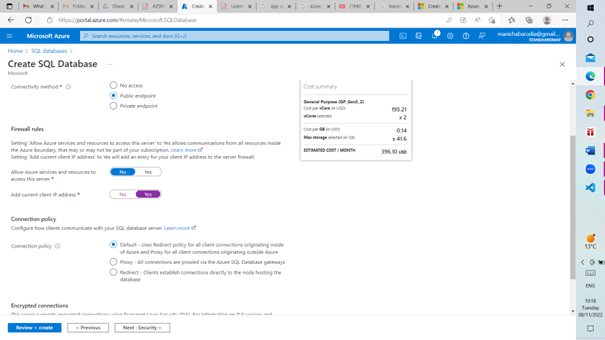 What
Folder
Create
Learn
azure
Create
Azure
https://portal.azure.com/#create/Microsoft.SQLDatabase
Microsoft Azure
Search resources, services, and docs (G+/)
manishabarodia@gmail....
Home > SQL databases >
Create SQL Database ...
Microsoft
Connectivity method *
No access
Public endpoint
Private endpoint
Cost summary
General Purpose (GP_Gen5_2)
Cost per vCore (in USD) 195.21
vCores selected x 2
Cost per GB (in USD) 0.14
Max storage selected (in GB) x 41.6
ESTIMATED COST / MONTH 396.10 USD
Firewall rules
Setting 'Allow Azure services and resources to access this server' to Yes allows communications from all resources
inside the Azure boundary, that may or may not be part of your subscription. Learn more
Setting 'Add current client IP address' to Yes will add an entry for your client IP address to the server firewall.
Allow Azure services and resources to
access this server *
No Yes
Add current client IP address *
No Yes
Connection policy
Configure how clients communicate with your SQL database server. Learn more
Connection policy
Default - Uses Redirect policy for all client connections originating inside
of Azure and Proxy for all client connections originating outside Azure
Proxy - All connections are proxied via the Azure SQL Database gateways
Redirect - Clients establish connections directly to the node hosting the
database
Encrypted connections
Review + create
< Previous
Next : Security >
13°C
ENG
10:18
Tuesday
08/11/2022